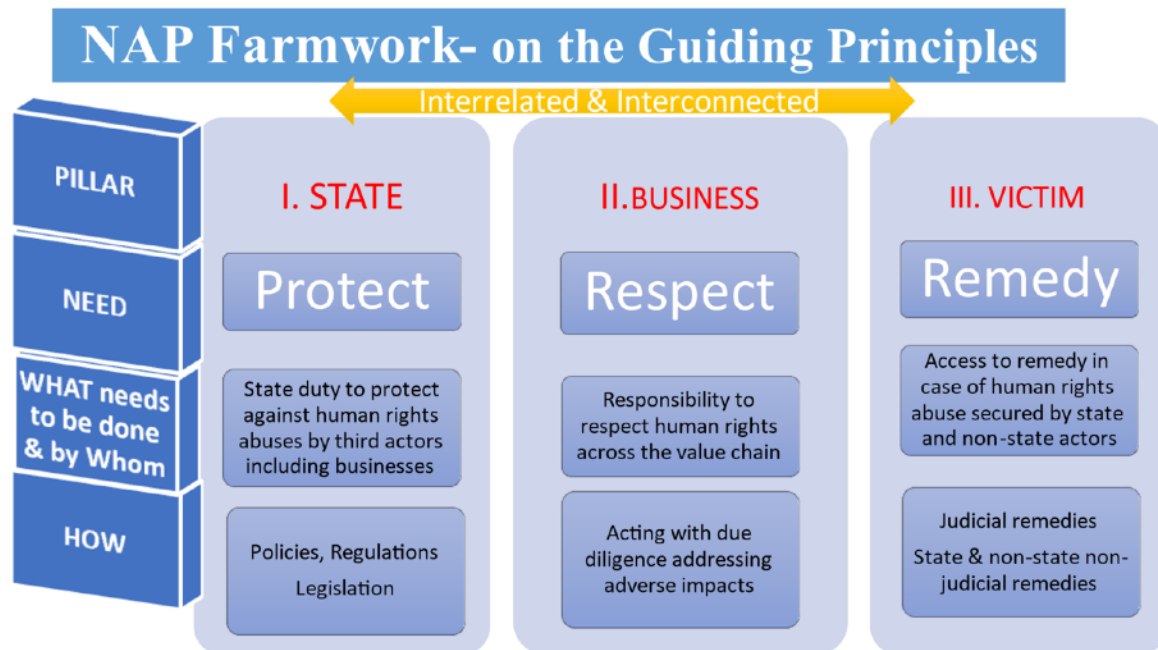 NAP Farmwork- on the Guiding Principles
Interrelated & Interconnected
PILLAR
I. STATE
II.BUSINESS
III. VICTIM
NEED
Protect
Respect
Remedy
WHAT needs
to be done
& by Whom
State duty to protect
against human rights
abuses by third actors
including businesses
Responsibility to
respect human rights
across the value chain
Access to remedy in
case of human rights
abuse secured by state
and non-state actors
HOW
Policies, Regulations
Legislation
Acting with due
diligence addressing
adverse impacts
Judicial remedies
State & non-state non-
judicial remedies